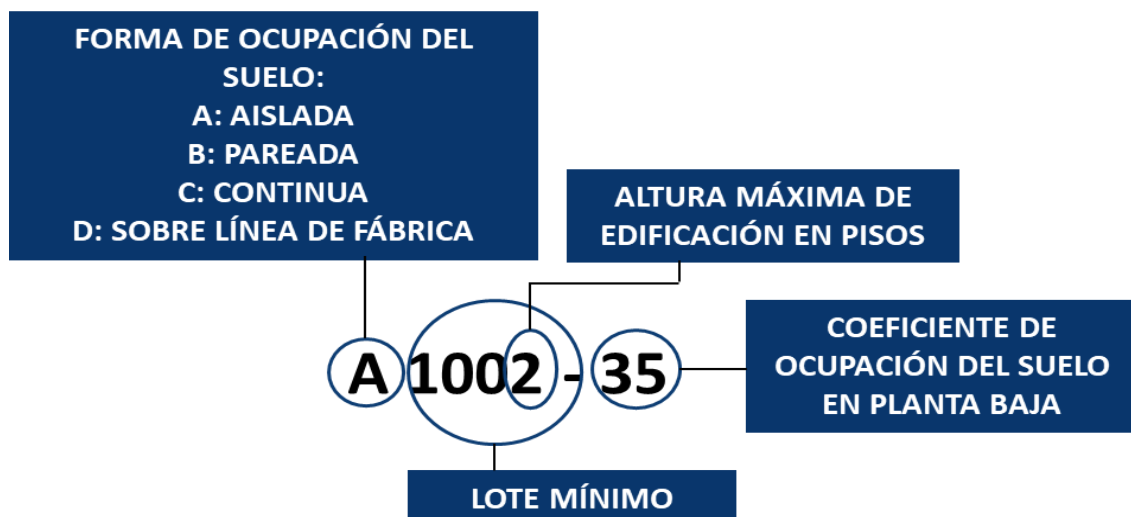 FORMA DE OCUPACIÓN DEL
SUELO:
A: AISLADA
B: PAREADA
C: CONTINUA
D: SOBRE LÍNEA DE FÁBRICA
ALTURA MÁXIMA DE
EDIFICACIÓN EN PISOS
A 1002 - 35
COEFICIENTE DE
OCUPACIÓN DEL SUELO
EN PLANTA BAJA
LOTE MÍNIMO